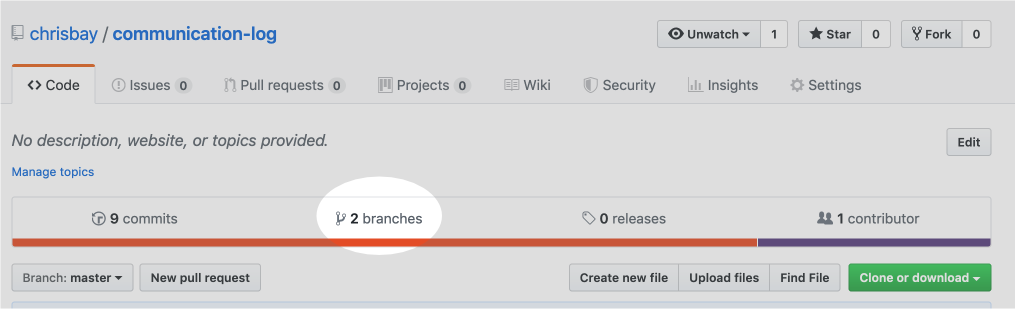 chrisbay / communication-log Unwatch 1 Star 0 Fork 0
Code Issues 0 Pull requests 0 Projects 0 Wiki Security Insights Settings
No description, website, or topics provided. Edit
Manage topics
9 commits 2 branches 0 releases 1 contributor
Branch: master New pull request Create new file Upload files Find File Clone or download